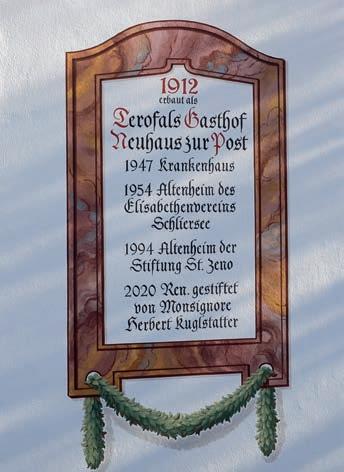 1912
erbaut als
Terofals Gasthof
Neuhaus zur Post
1947 Krankenhaus
1954 Altenheim des
Elisabethenvereins
Schliersee
1994 Altenheim der
Stiftung St. Zeno
2020 Ren. gestiftet
von Monsignore
Herbert Kuglstatter